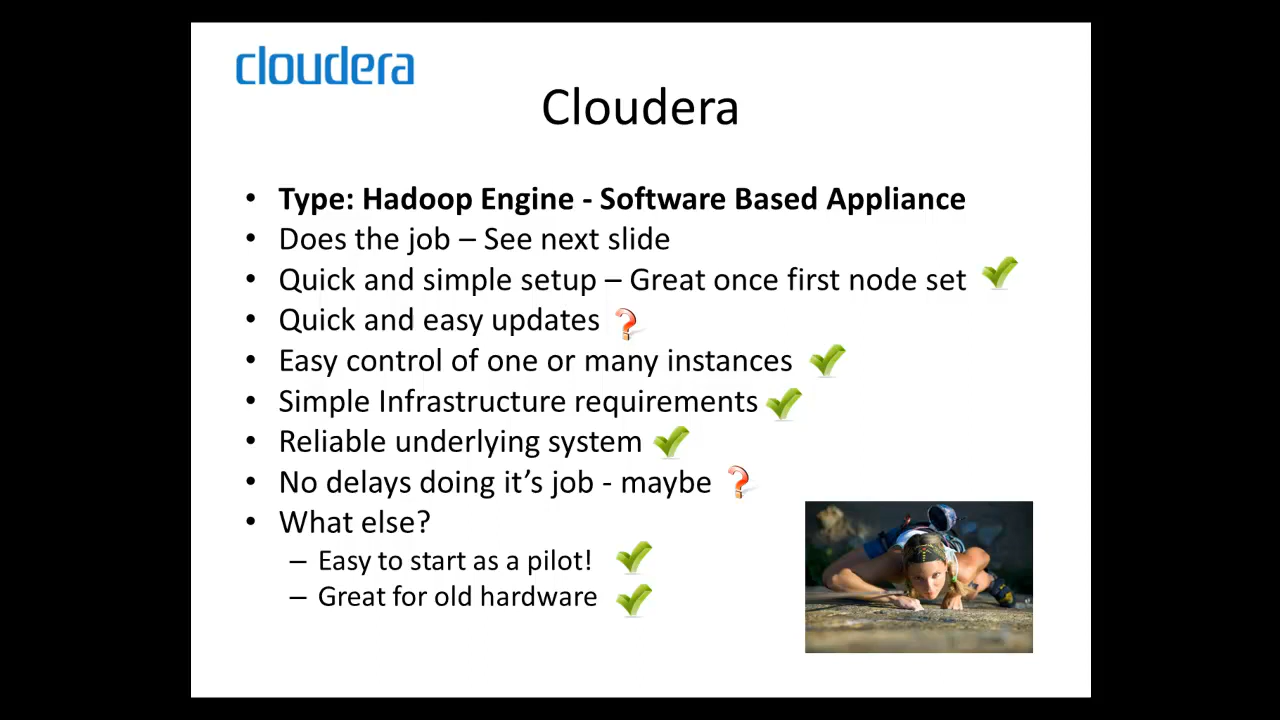 cloudera
Cloudera
• Type: Hadoop Engine - Software Based Appliance
• Does the job – See next slide
• Quick and simple setup – Great once first node set
• Quick and easy updates
• Easy control of one or many instances
• Simple Infrastructure requirements
• Reliable underlying system
• No delays doing it’s job - maybe
• What else?
– Easy to start as a pilot!
– Great for old hardware